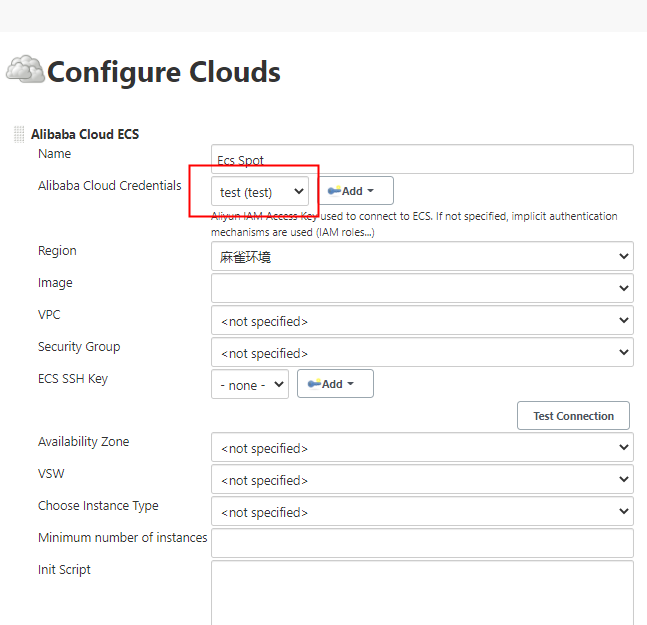 Configure Clouds
Alibaba Cloud ECS
Name
Ecs Spot
Alibaba Cloud Credentials
test (test)
Add
Aliyun IAM Access Key used to connect to ECS. If not specified, implicit authentication
mechanisms are used (IAM roles...)
Region
麻雀环境
Image
VPC
<not specified>
Security Group
<not specified>
ECS SSH Key
- none -
Add
Test Connection
Availability Zone
<not specified>
VSW
<not specified>
Choose Instance Type
<not specified>
Minimum number of instances
Init Script